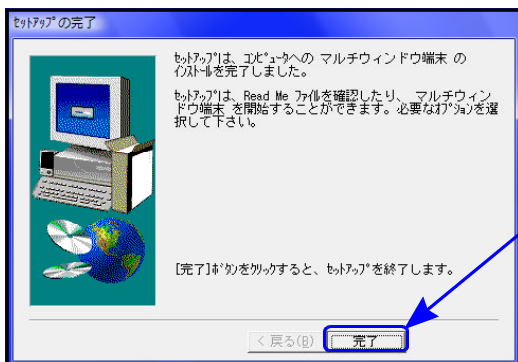 ｾｯﾄｱｯﾌﾟの完了
ｾｯﾄｱｯﾌﾟは、ｺﾝﾋﾟｭｰﾀへの マルチウィンドウ端末 の
ｲﾝｽﾄｰﾙを完了しました。
ｾｯﾄｱｯﾌﾟは、Read Me ﾌｧｲﾙを確認したり、 マルチウィン
ドウ端末 を開始することができます。必要なｵﾌﾟｼｮﾝを選
択して下さい。
[完了]ﾎﾞﾀﾝをｸﾘｯｸすると、ｾｯﾄｱｯﾌﾟを終了します。
< 戻る(B)
完了